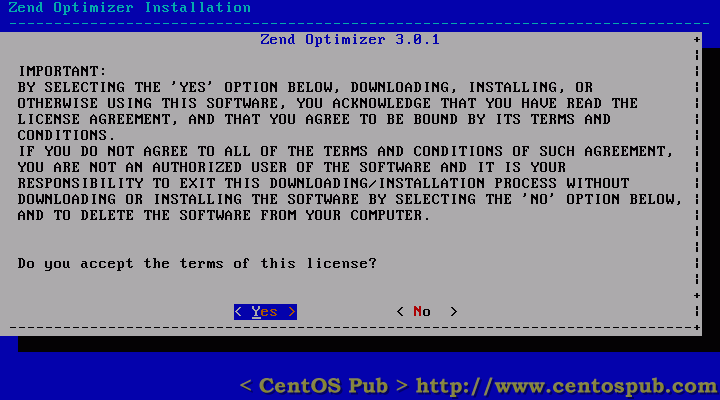 Zend Optimizer Installation
Zend Optimizer 3.0.1
IMPORTANT:
BY SELECTING THE 'YES' OPTION BELOW, DOWNLOADING, INSTALLING, OR
OTHERWISE USING THIS SOFTWARE, YOU ACKNOWLEDGE THAT YOU HAVE READ THE
LICENSE AGREEMENT, AND THAT YOU AGREE TO BE BOUND BY ITS TERMS AND
CONDITIONS.
IF YOU DO NOT AGREE TO ALL OF THE TERMS AND CONDITIONS OF SUCH AGREEMENT,
YOU ARE NOT AN AUTHORIZED USER OF THE SOFTWARE AND IT IS YOUR
RESPONSIBILITY TO EXIT THIS DOWNLOADING/INSTALLATION PROCESS WITHOUT
DOWNLOADING OR INSTALLING THE SOFTWARE BY SELECTING THE 'NO' OPTION BELOW,
AND TO DELETE THE SOFTWARE FROM YOUR COMPUTER.
Do you accept the terms of this license?
< Yes > < No >
< CentOS Pub > http://www.centospub.com